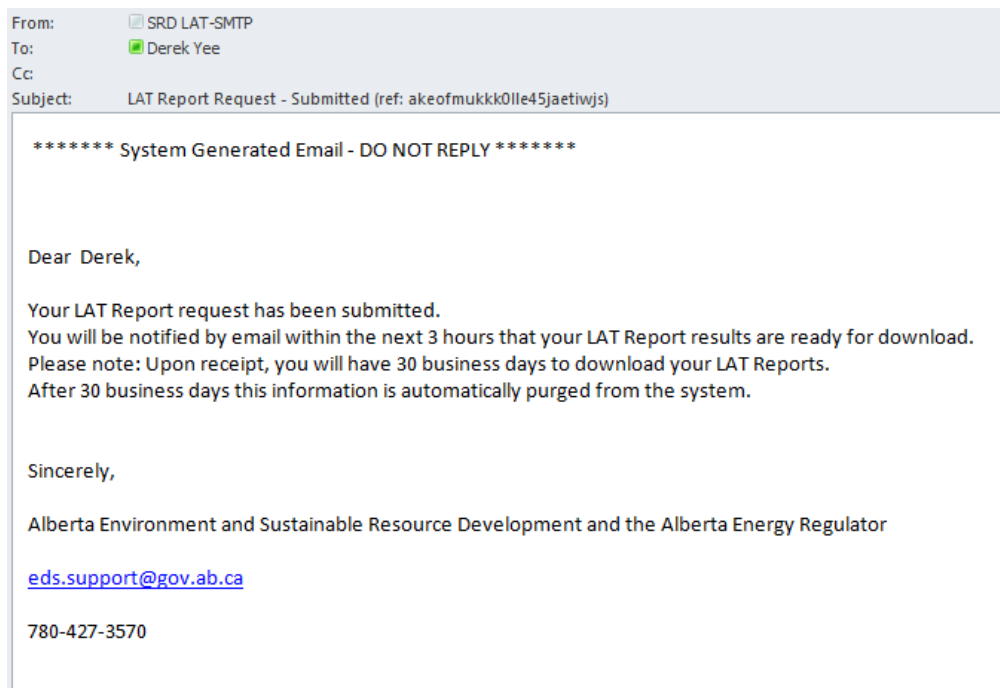 From: SRD LAT-SMTP
To: Derek Yee
Cc:
Subject: LAT Report Request - Submitted (ref: akeofmukkk0lle45jaetiwjs)
******* System Generated Email - DO NOT REPLY *******
Dear Derek,
Your LAT Report request has been submitted.
You will be notified by email within the next 3 hours that your LAT Report results are ready for download.
Please note: Upon receipt, you will have 30 business days to download your LAT Reports.
After 30 business days this information is automatically purged from the system.
Sincerely,
Alberta Environment and Sustainable Resource Development and the Alberta Energy Regulator
eds.support@gov.ab.ca
780-427-3570